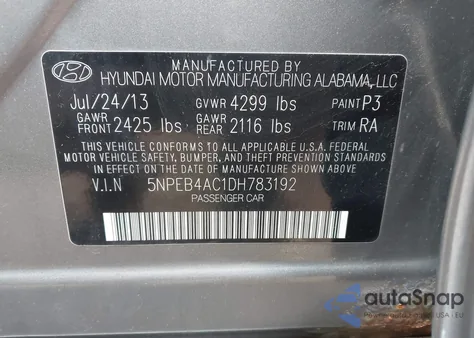 MANUFACTURED BY
HYUNDAI MOTOR MANUFACTURING ALABAMA, LLC
Jul/24/13 GVWR 4299 lbs PAINT P3
GAWR FRONT 2425 lbs GAWR REAR 2116 lbs TRIM RA
THIS VEHICLE CONFORMS TO ALL APPLICABLE FEDERAL
MOTOR VEHICLE SAFETY, BUMPER, AND THEFT PREVENTION
STANDARDS IN EFFECT ON THE DATE OF MANUFACTURE
V.I.N 5NPEB4AC1DH783192
PASSENGER CAR
autoSnap